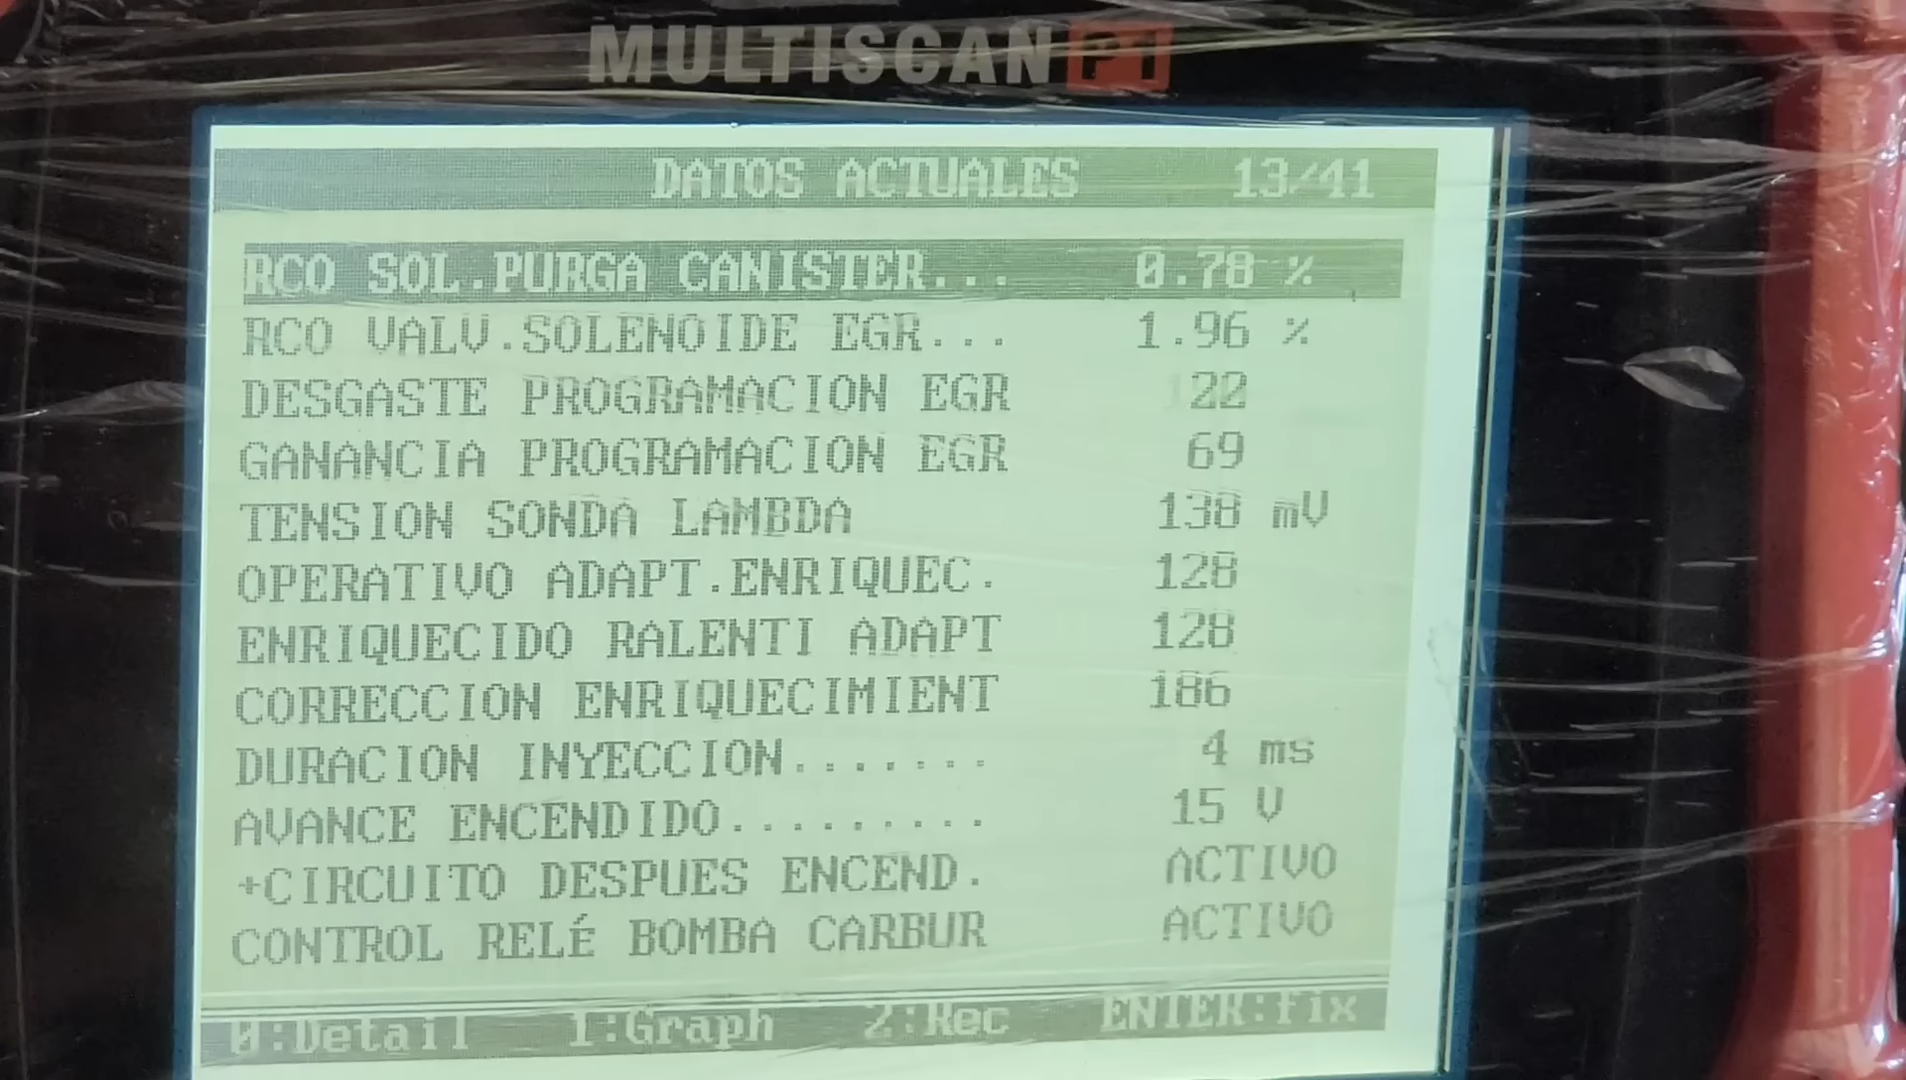 MULTISCAN P1
DATOS ACTUALES 13/41
RCO SOL.PURGA CANISTER... 0.78 %
RCO VALV.SOLENOIDE EGR... 1.96 %
DESGASTE PROGRAMACION EGR 122
GANANCIA PROGRAMACION EGR 69
TENSION SONDA LAMBDA 138 mV
OPERATIVO ADAPT.ENRIQUEC. 128
ENRIQUECIDO RALENTI ADAPT 128
CORRECCION ENRIQUECIMIENT 186
DURACION INYECCION....... 4 ms
AVANCE ENCENDIDO......... 15 V
+CIRCUITO DESPUES ENCEND. ACTIVO
CONTROL RELÉ BOMBA CARBUR ACTIVO
0:Detail 1:Graph 2:Rec ENTER:Fix